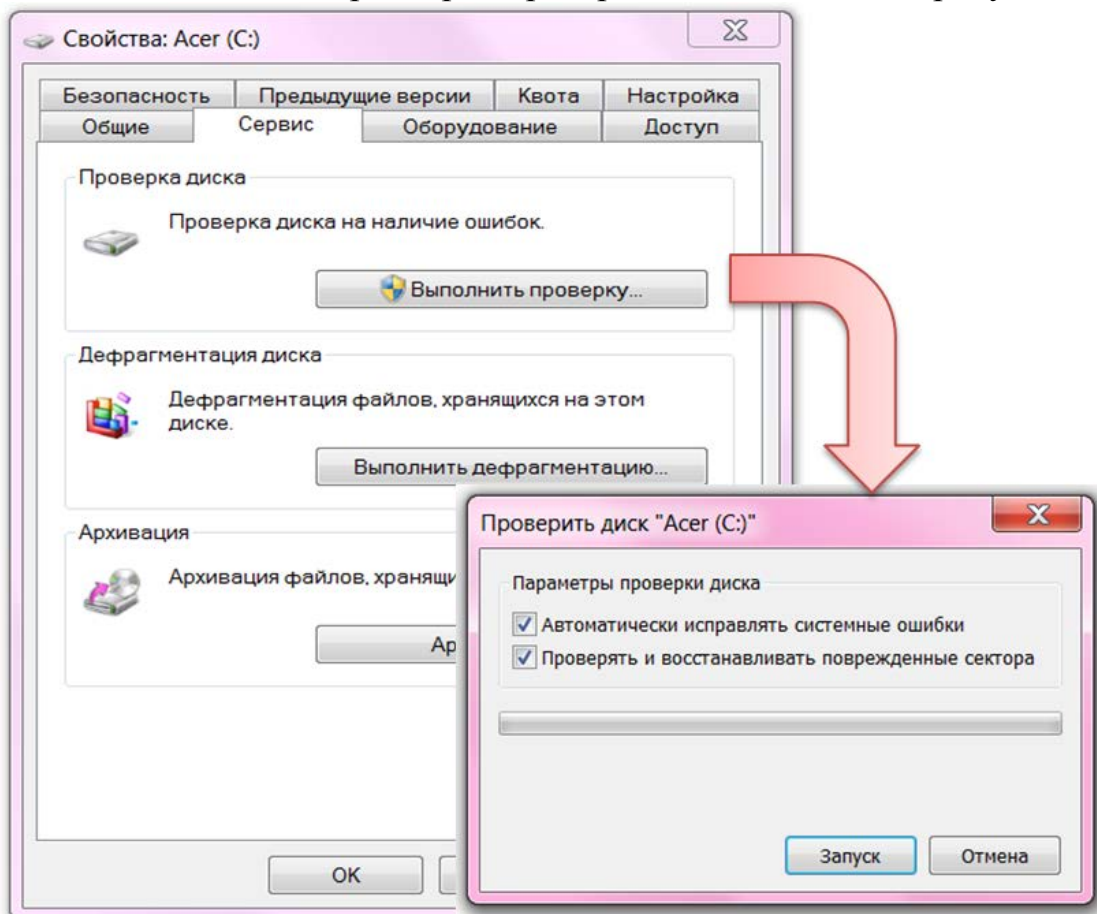 Свойства: Acer (C:)
Безопасность Предыдущие версии Квота Настройка
Общие Сервис Оборудование Доступ
Проверка диска
Проверка диска на наличие ошибок.
Выполнить проверку...
Дефрагментация диска
Дефрагментация файлов, хранящихся на этом
диске.
Выполнить дефрагментацию...
Архивация
Архивация файлов, хранящи
Ар
ОК
Проверить диск "Acer (C:)"
Параметры проверки диска
Автоматически исправлять системные ошибки
Проверять и восстанавливать поврежденные сектора
Запуск Отмена